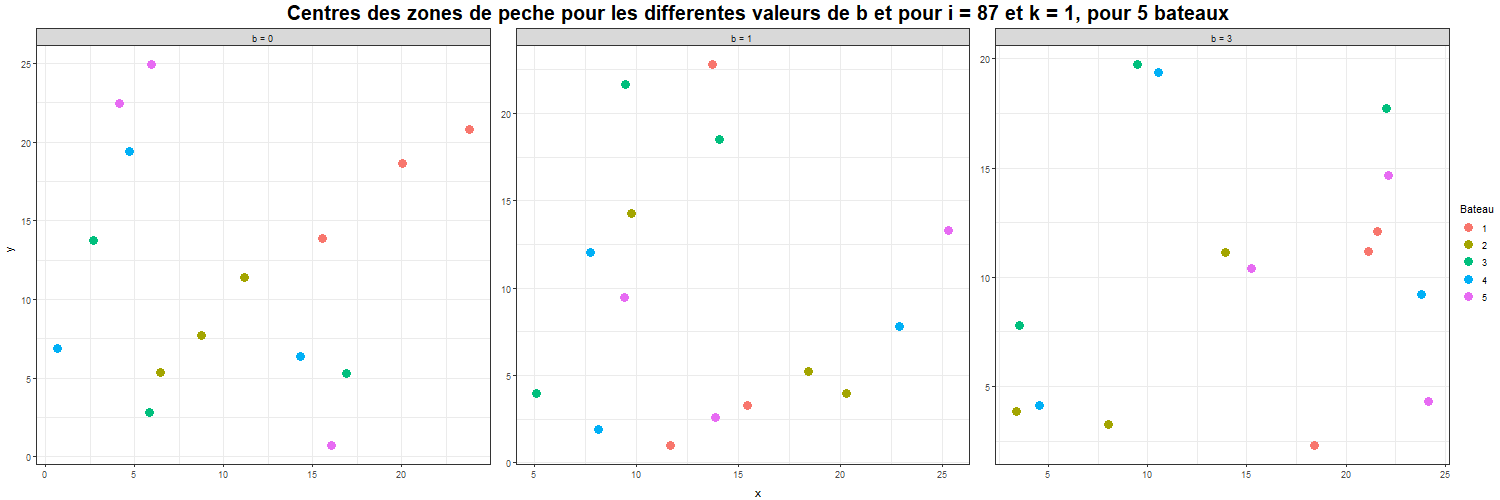 Centres des zones de peche pour les differentes valeurs de b et pour i = 87 et k = 1, pour 5 bateaux
b = 0
b = 1
b = 3
y
25
20
15
10
5
0
0 5 10 15 20
20
15
10
5
0
5 10 15 20 25
20
15
10
5
5 10 15 20 25
x
Bateau
1
2
3
4
5